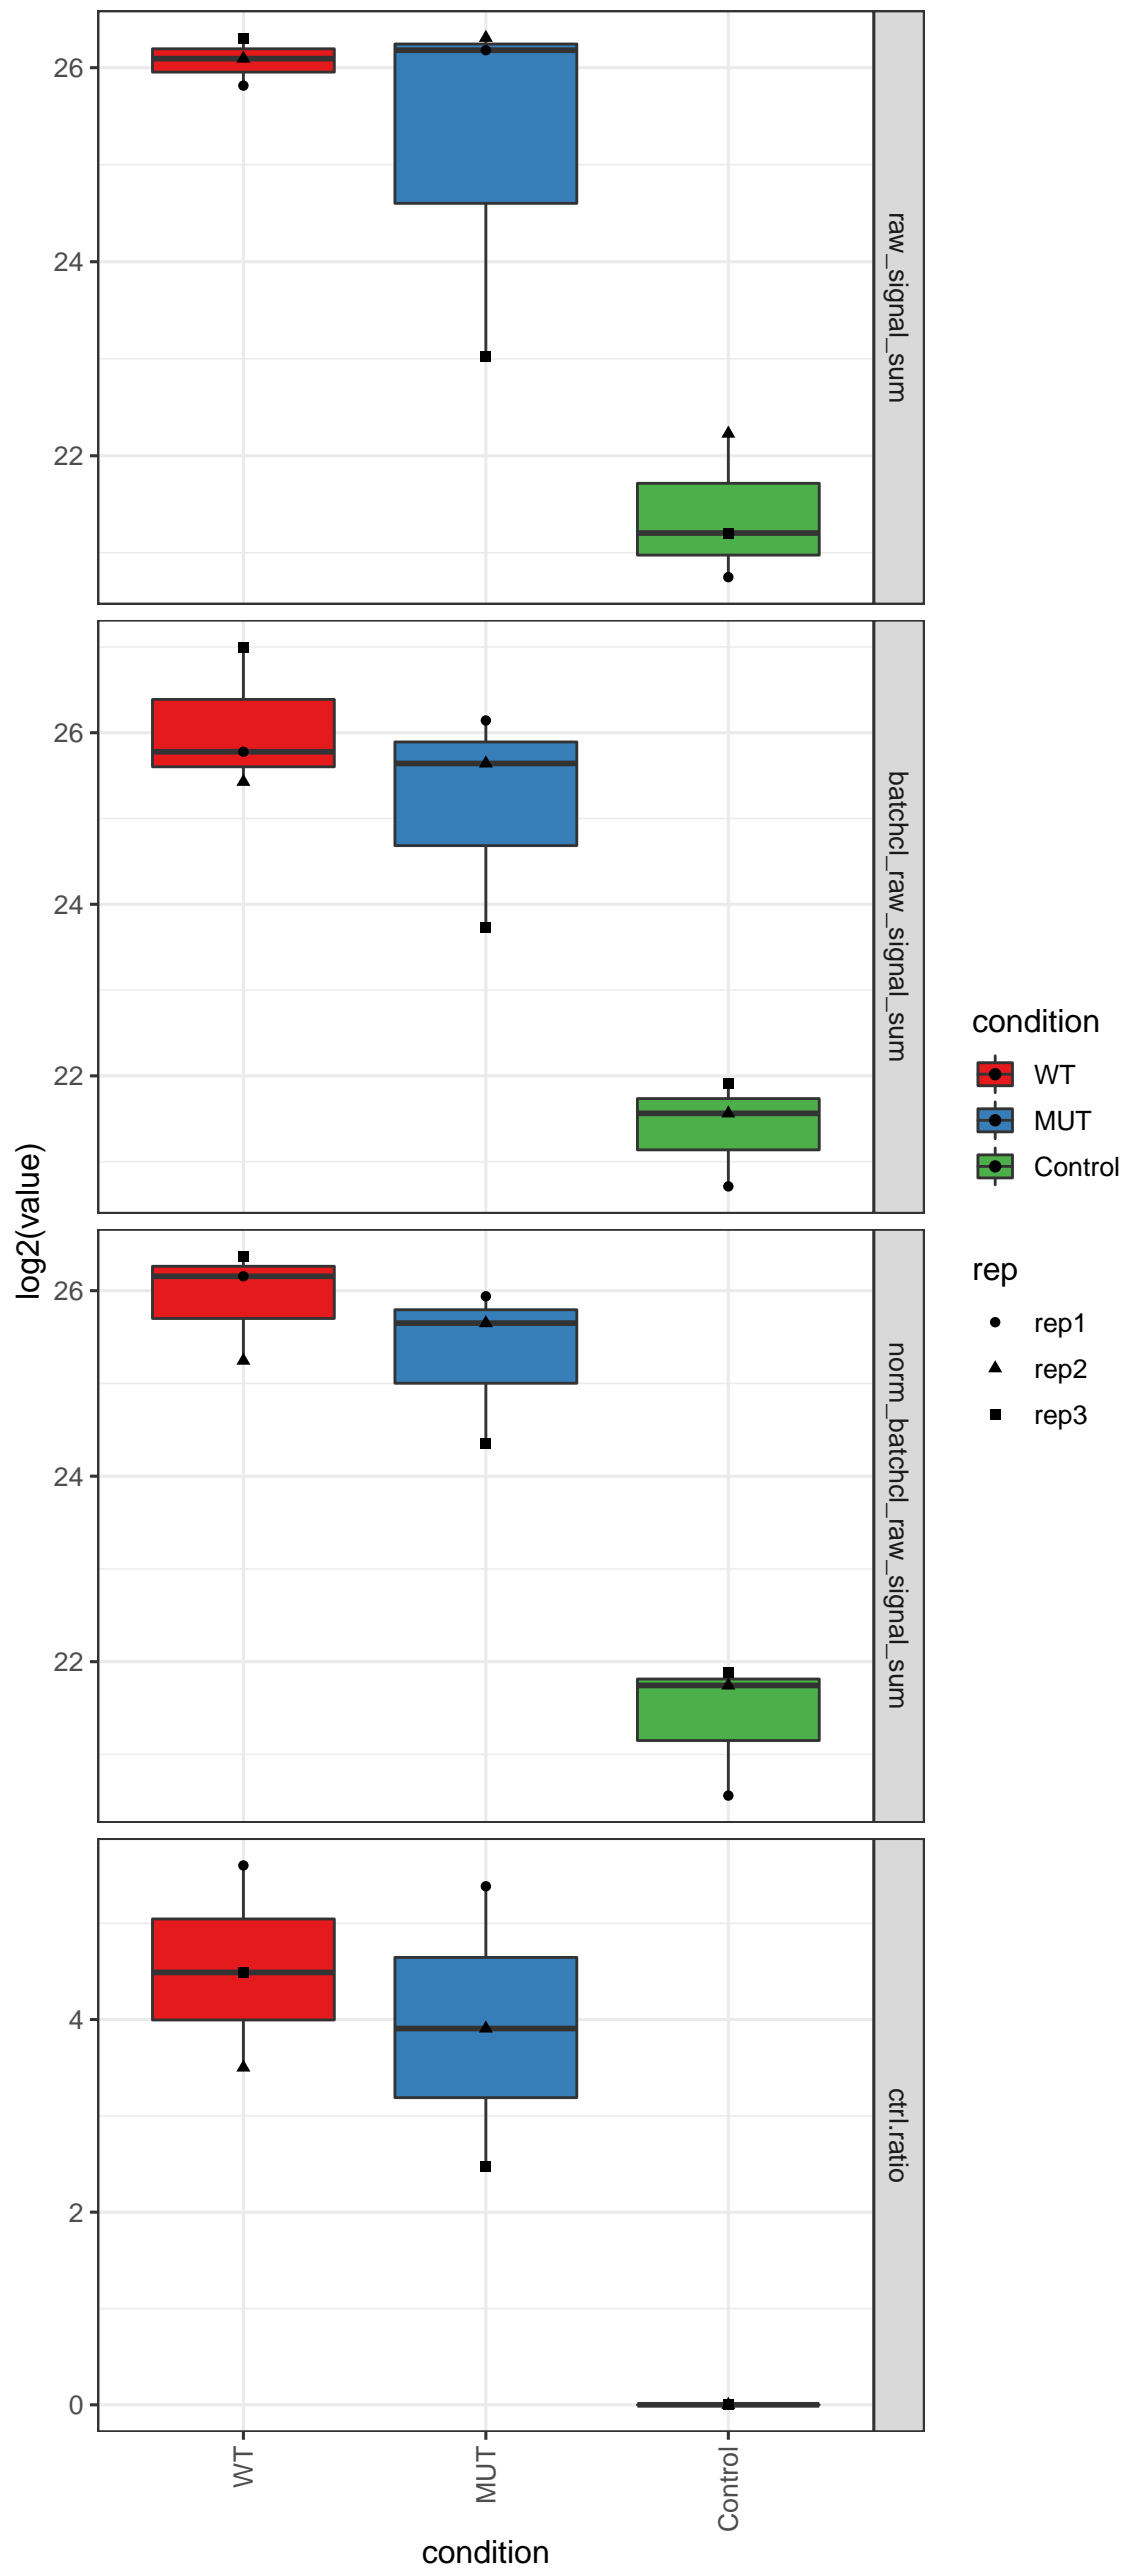 26
24
22
raw_signal_sum
26
24
22
batchcl_raw_signal_sum
26
24
22
norm_batchcl_raw_signal_sum
4
2
0
ctrl.ratio
log2(value)
WT
MUT
Control
condition
condition
WT
MUT
Control
rep
rep1
rep2
rep3